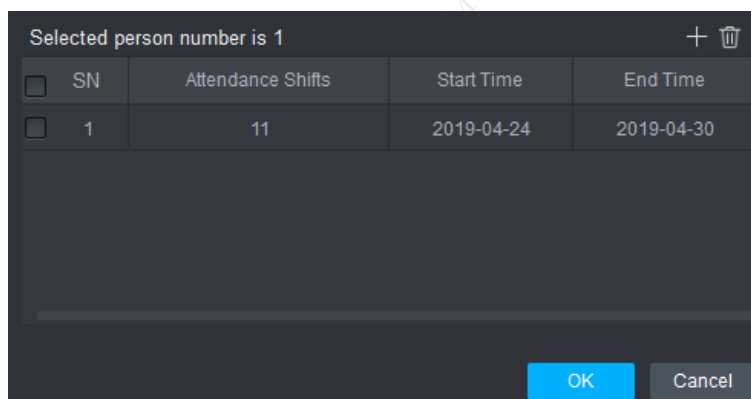 Selected person number is 1
SN Attendance Shifts Start Time End Time
1 11 2019-04-24 2019-04-30
OK Cancel